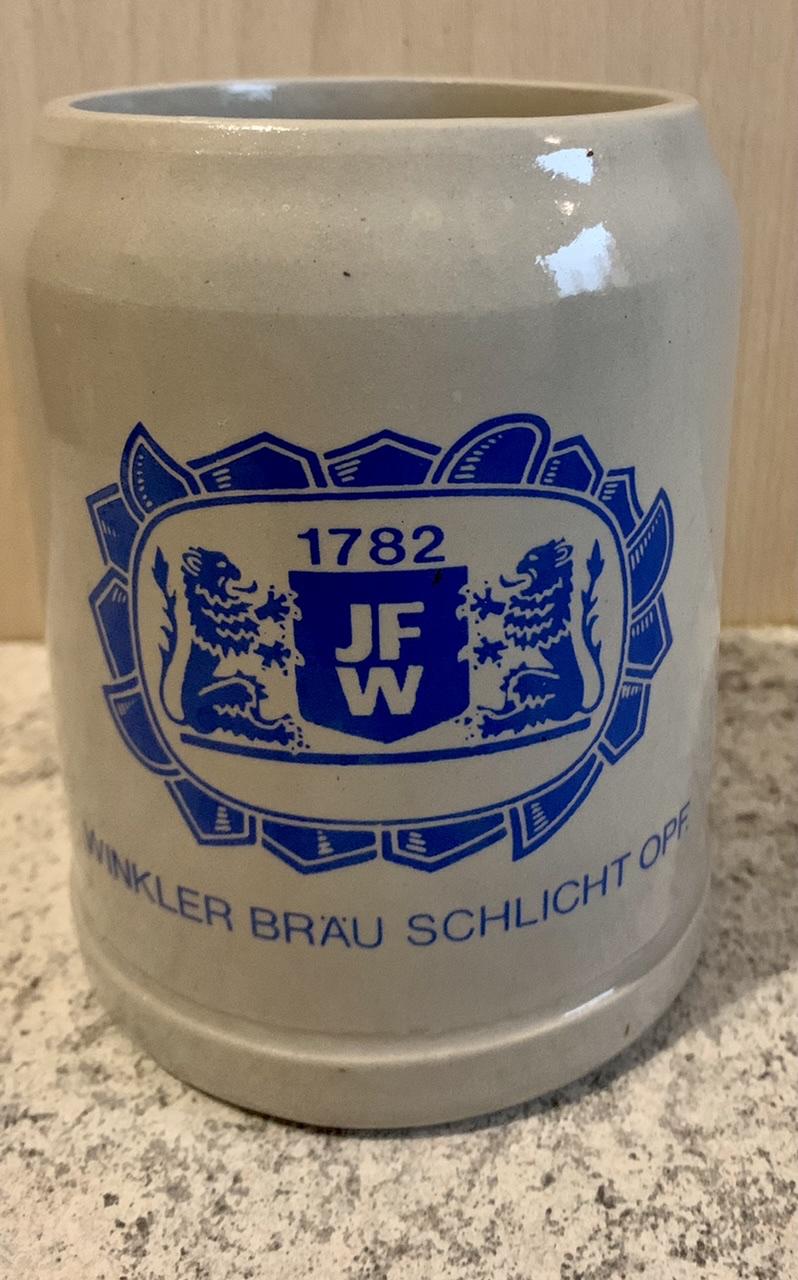 1782
JF
W
WINKLER BRÄU SCHLICHT OPF.